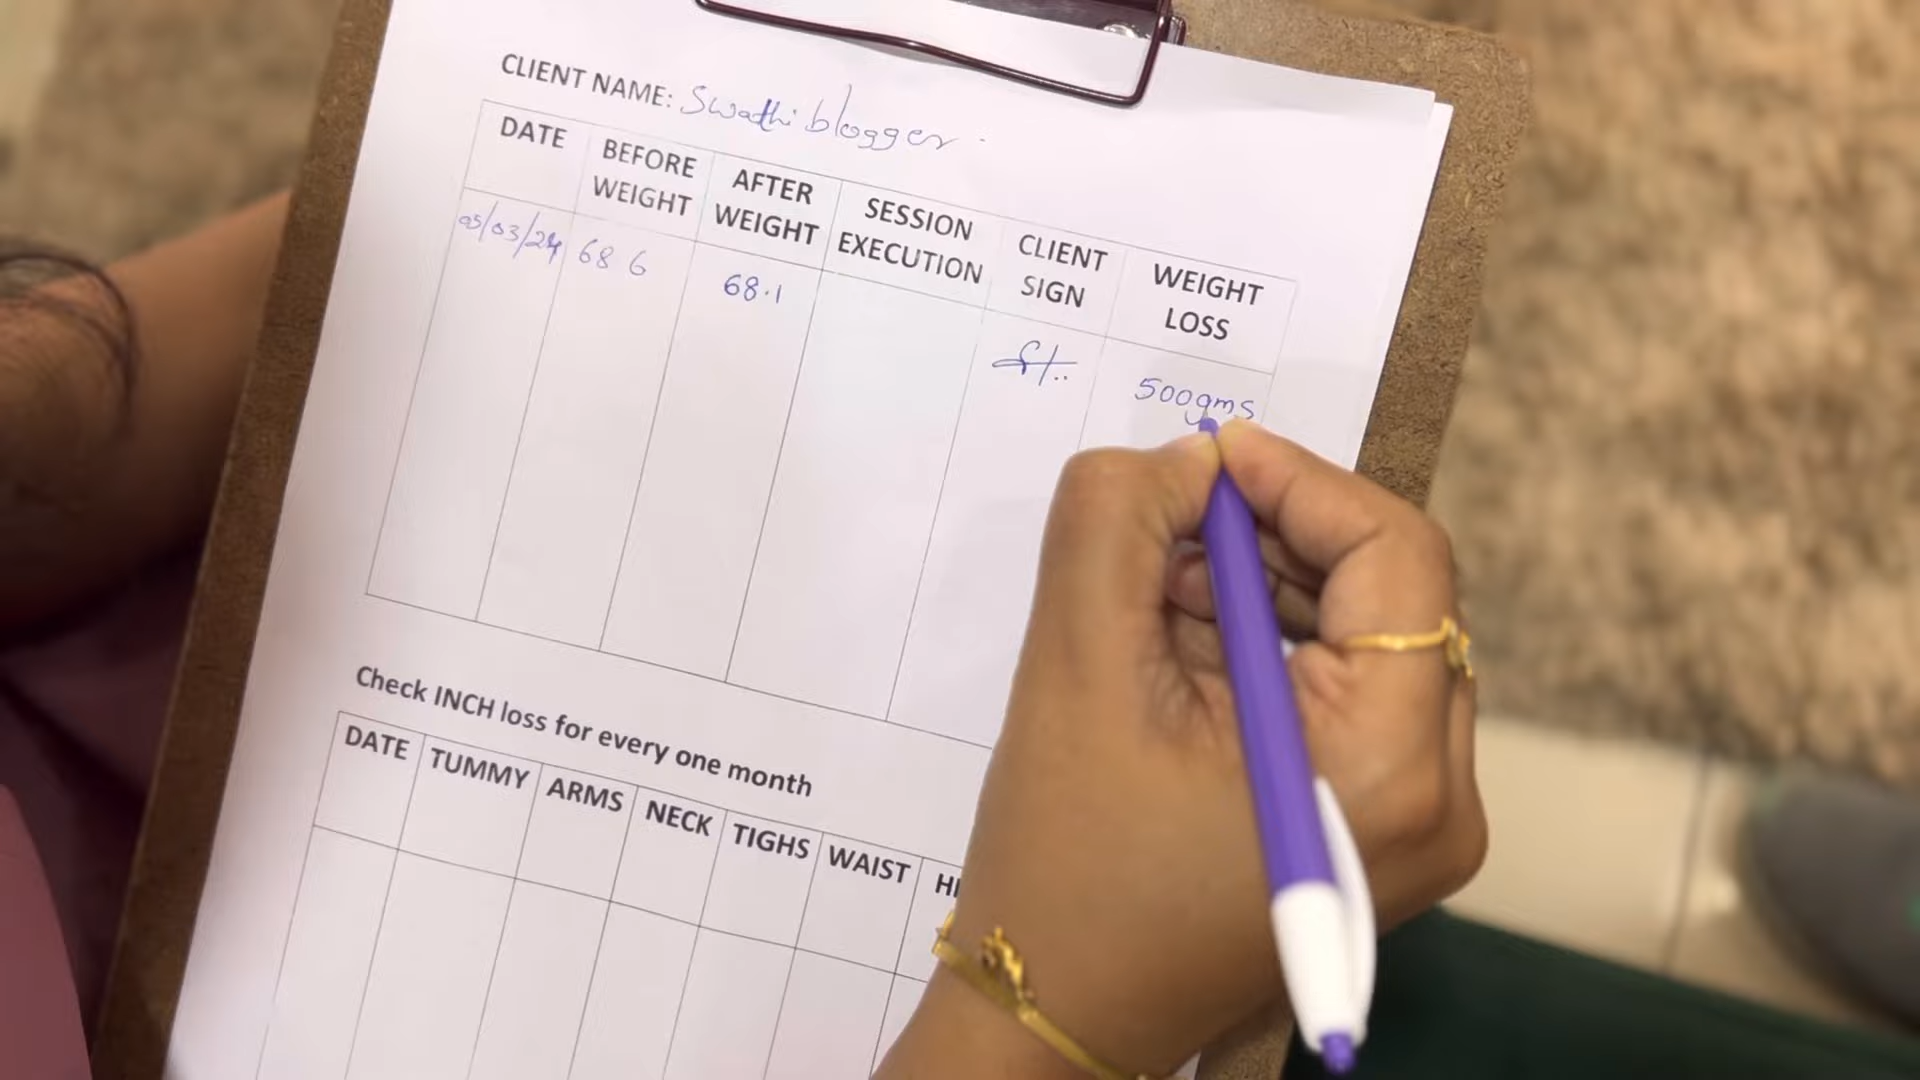 CLIENT NAME: Swathi blogger.
DATE BEFORE WEIGHT AFTER WEIGHT SESSION EXECUTION CLIENT SIGN WEIGHT LOSS
05/03/24 68 6 68.1 500gms
Check INCH loss for every one month
DATE TUMMY ARMS NECK TIGHS WAIST